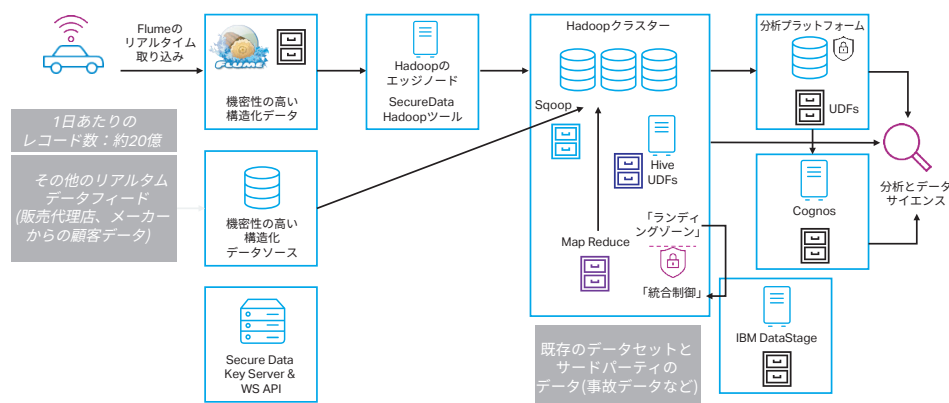 Flumeの
リアルタイム
取り込み
FLUME
機密性の高い
構造化データ
Hadoopの
エッジノード
SecureData
Hadoopツール
Hadoopクラスター
Sqoop
Hive
UDFs
Map Reduce
「ランディ
ングゾーン」
「統合制御」
分析プラットフォーム
UDFs
Cognos
分析とデータ
サイエンス
IBM DataStage
1日あたりの
レコード数：約20億
その他のリアルタム
データフィード
(販売代理店、メーカー
からの顧客データ)
機密性の高い
構造化
データソース
Secure Data
Key Server &
WS API
既存のデータセットと
サードパーティの
データ(事故データなど)